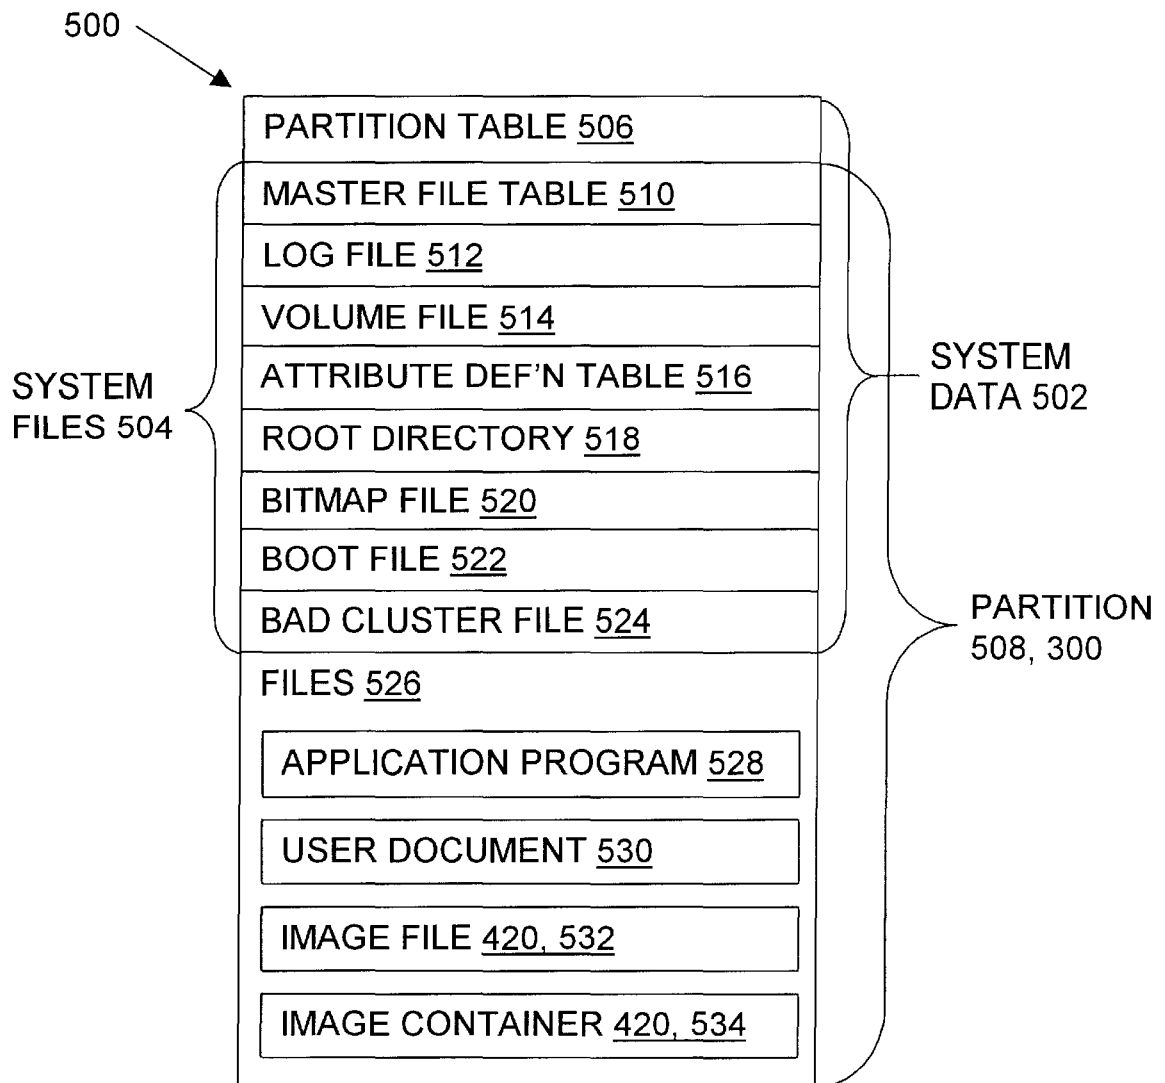 500
PARTITION TABLE 506
MASTER FILE TABLE 510
LOG FILE 512
VOLUME FILE 514
ATTRIBUTE DEF'N TABLE 516
ROOT DIRECTORY 518
BITMAP FILE 520
BOOT FILE 522
BAD CLUSTER FILE 524
FILES 526
APPLICATION PROGRAM 528
USER DOCUMENT 530
IMAGE FILE 420, 532
IMAGE CONTAINER 420, 534
SYSTEM
FILES 504
SYSTEM
DATA 502
PARTITION
508, 300